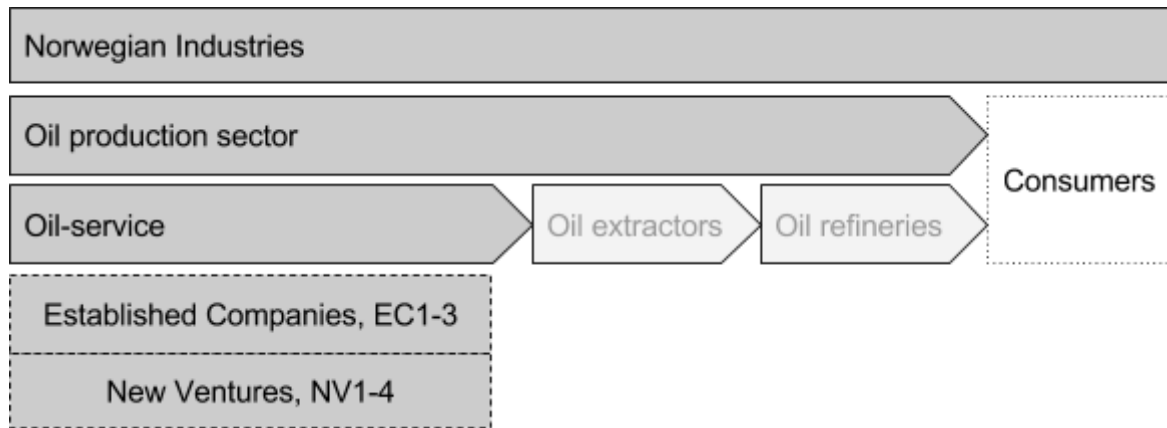 Norwegian Industries
Oil production sector
Consumers
Oil-service
Oil extractors
Oil refineries
Established Companies, EC1-3
New Ventures, NV1-4